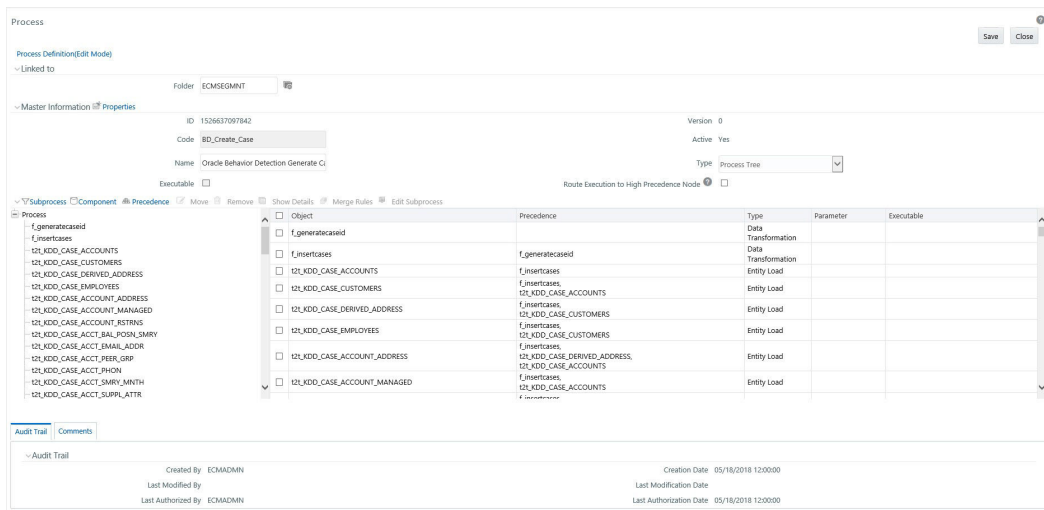 Process
Save Close
Process Definition(Edit Mode)
Linked to
Folder ECMSEGMNT
Master Information Properties
ID 1526637097842 Version 0
Code BD_Create_Case Active Yes
Name Oracle Behavior Detection Generate Ca Type Process Tree
Executable Route Execution to High Precedence Node
Subprocess Component Precedence Move Remove Show Details Merge Rules Edit Subprocess
Process
f_generatecaseid
f_insertcases
t2t_KDD_CASE_ACCOUNTS
t2t_KDD_CASE_CUSTOMERS
t2t_KDD_CASE_DERIVED_ADDRESS
t2t_KDD_CASE_EMPLOYEES
t2t_KDD_CASE_ACCOUNT_ADDRESS
t2t_KDD_CASE_ACCOUNT_MANAGED
t2t_KDD_CASE_ACCOUNT_RSTRNS
t2t_KDD_CASE_ACCT_BAL_POSN_SMRY
t2t_KDD_CASE_ACCT_EMAIL_ADDR
t2t_KDD_CASE_ACCT_PEER_GRP
t2t_KDD_CASE_ACCT_PHON
t2t_KDD_CASE_ACCT_SMRY_MNTH
t2t_KDD_CASE_ACCT_SUPPL_ATTR
Object Precedence Type Parameter Executable
f_generatecaseid Data
Transformation
f_insertcases f_generatecaseid Data
Transformation
t2t_KDD_CASE_ACCOUNTS f_insertcases Entity Load
t2t_KDD_CASE_CUSTOMERS f_insertcases, Entity Load
t2t_KDD_CASE_ACCOUNTS
t2t_KDD_CASE_DERIVED_ADDRESS f_insertcases, Entity Load
t2t_KDD_CASE_CUSTOMERS
t2t_KDD_CASE_EMPLOYEES f_insertcases, Entity Load
t2t_KDD_CASE_CUSTOMERS
t2t_KDD_CASE_ACCOUNT_ADDRESS f_insertcases, Entity Load
t2t_KDD_CASE_DERIVED_ADDRESS,
t2t_KDD_CASE_ACCOUNTS
t2t_KDD_CASE_ACCOUNT_MANAGED f_insertcases, Entity Load
t2t_KDD_CASE_ACCOUNTS
f_insertcases
Audit Trail Comments
Audit Trail
Created By ECMADMN Creation Date 05/18/2018 12:00:00
Last Modified By Last Modification Date
Last Authorized By ECMADMN Last Authorization Date 05/18/2018 12:00:00